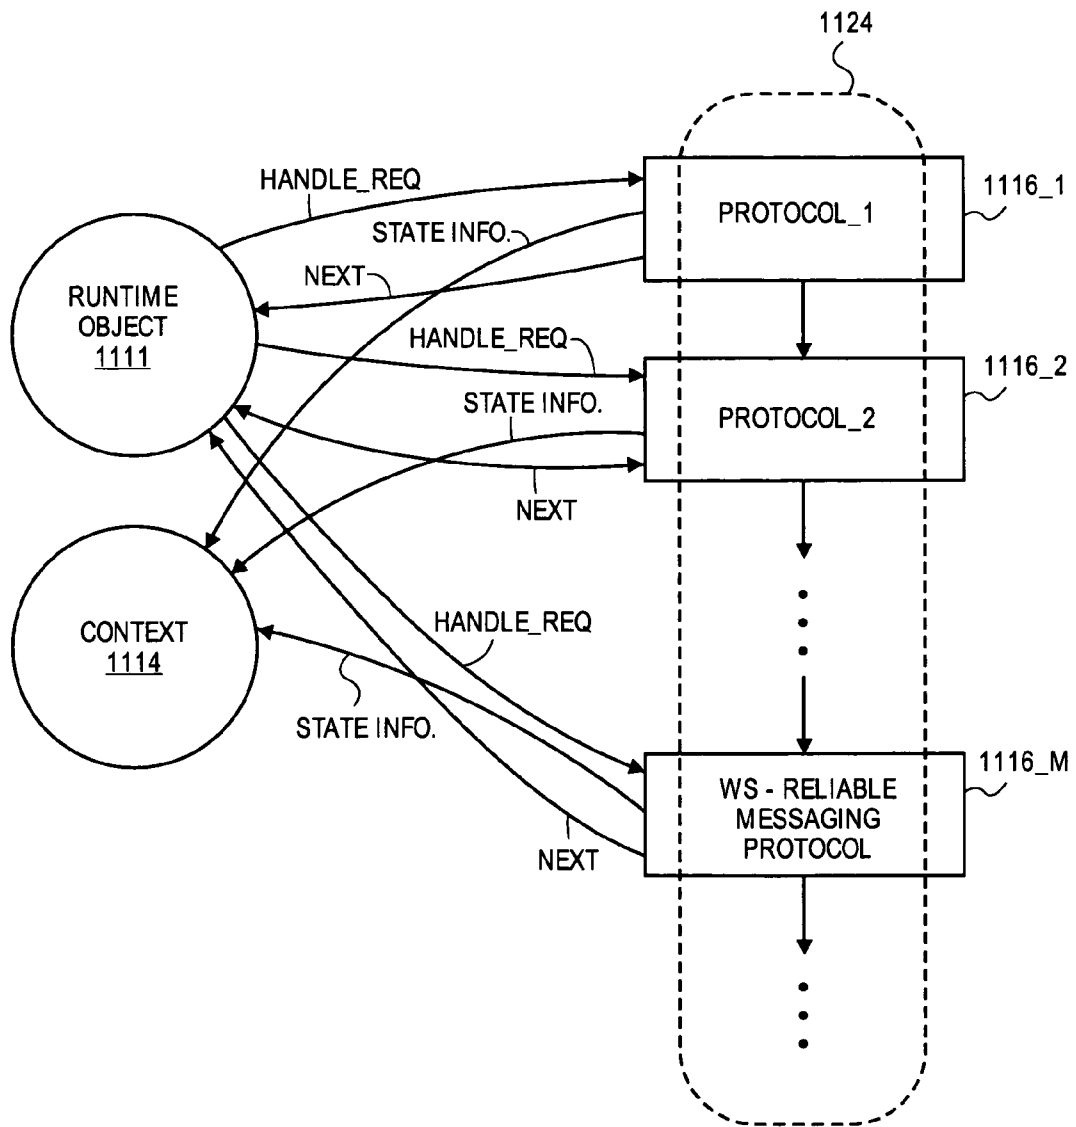 1124
HANDLE_REQ
1116_1
PROTOCOL_1
STATE INFO.
NEXT
RUNTIME
OBJECT
1111
HANDLE_REQ
1116_2
STATE INFO.
PROTOCOL_2
NEXT
CONTEXT
1114
HANDLE_REQ
STATE INFO.
1116_M
WS - RELIABLE
MESSAGING
PROTOCOL
NEXT